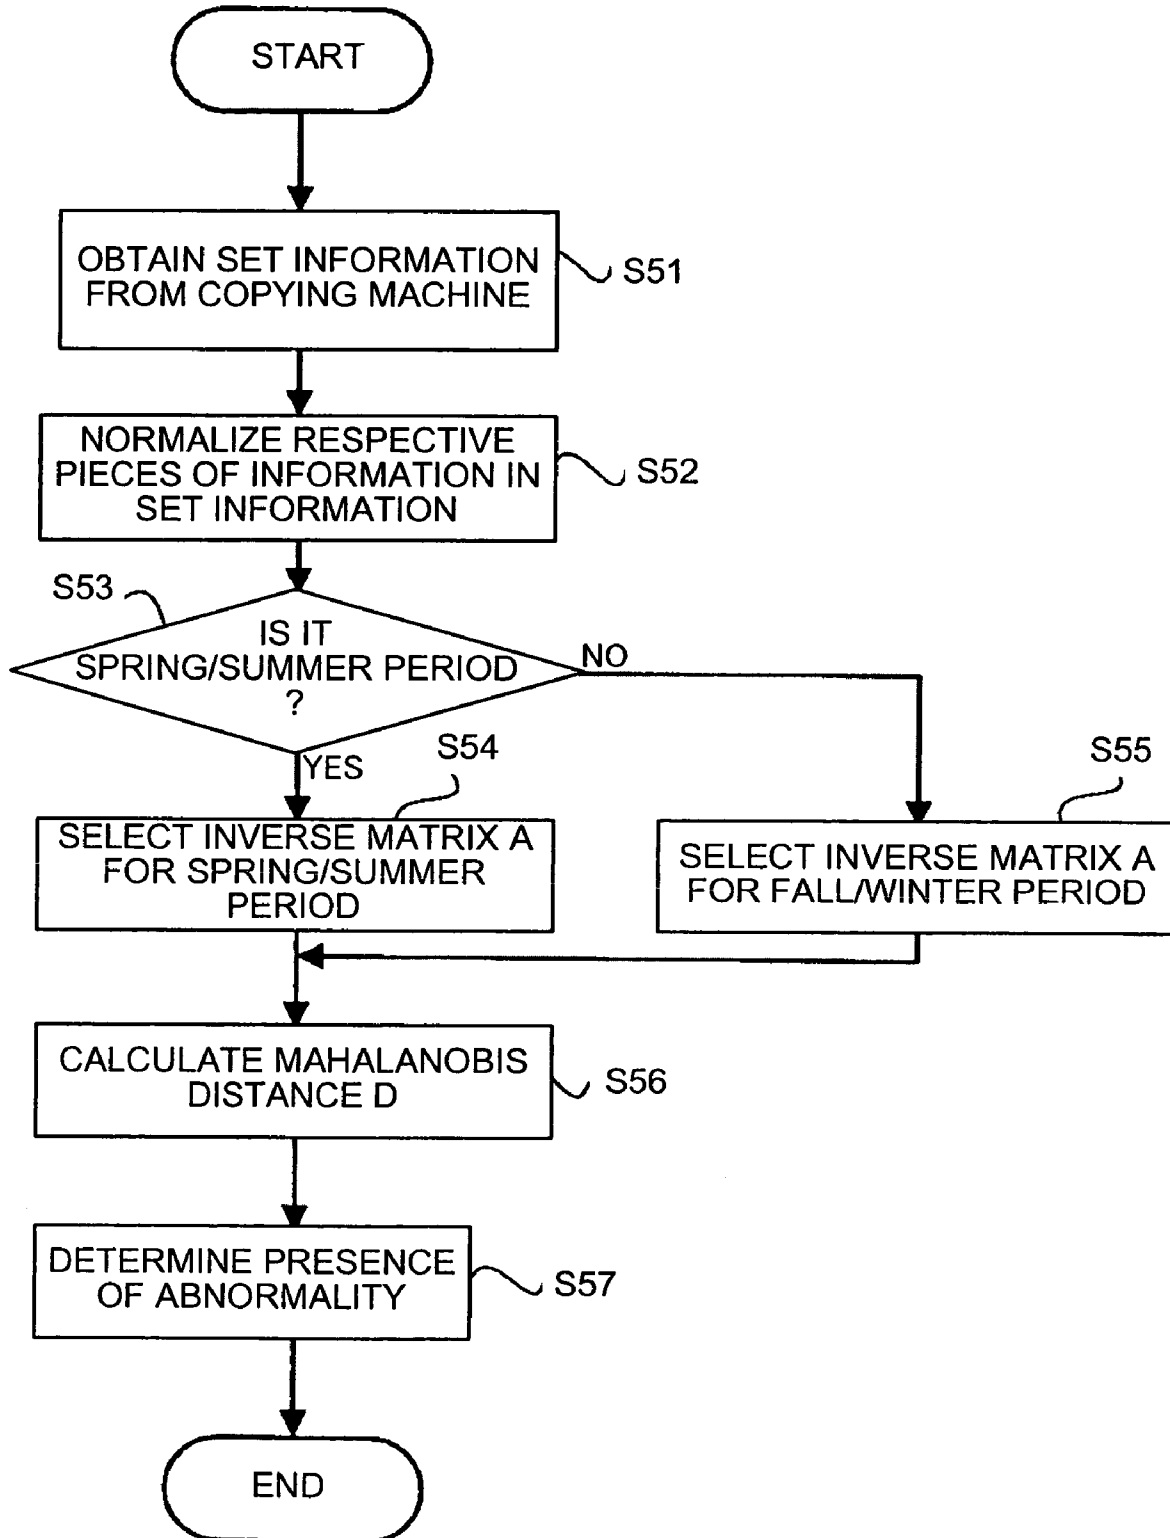 START
OBTAIN SET INFORMATION
FROM COPYING MACHINE
S51
NORMALIZE RESPECTIVE
PIECES OF INFORMATION IN
SET INFORMATION
S52
S53
IS IT
SPRING/SUMMER PERIOD
?
NO
YES
S54
SELECT INVERSE MATRIX A
FOR SPRING/SUMMER
PERIOD
S55
SELECT INVERSE MATRIX A
FOR FALL/WINTER PERIOD
CALCULATE MAHALANOBIS
DISTANCE D
S56
DETERMINE PRESENCE
OF ABNORMALITY
S57
END